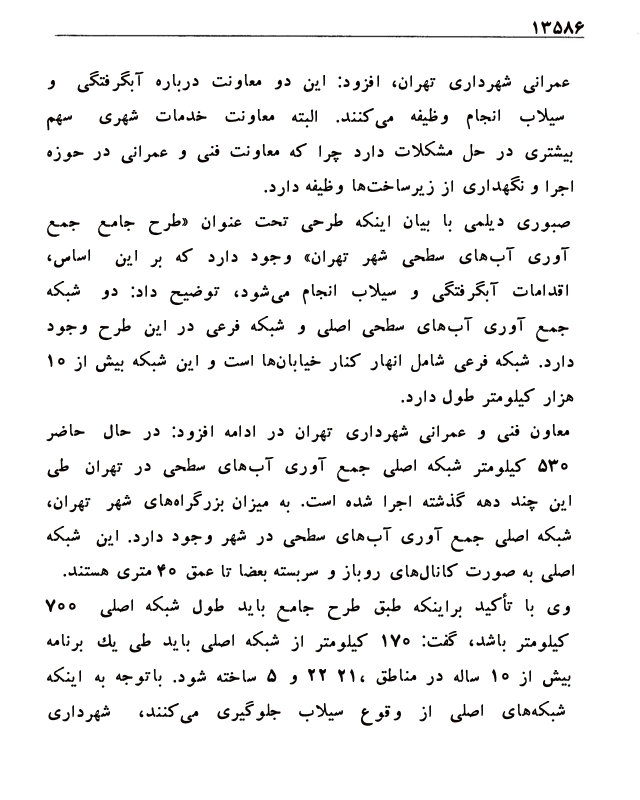 ۱۳۵۸۶
عمرانی شهرداری تهران، افزود: این دو معاونت درباره آبگرفتگی و
سیلاب انجام وظیفه می‌کنند. البته معاونت خدمات شهری سهم
بیشتری در حل مشکلات دارد چرا که معاونت فنی و عمرانی در حوزه
اجرا و نگهداری از زیرساخت‌ها وظیفه دارد.
صبوری دیلمی با بیان اینکه طرحی تحت عنوان «طرح جامع جمع
آوری آب‌های سطحی شهر تهران» وجود دارد که بر این اساس،
اقدامات آبگرفتگی و سیلاب انجام می‌شود، توضیح داد: دو شبکه
جمع آوری آب‌های سطحی اصلی و شبکه فرعی در این طرح وجود
دارد. شبکه فرعی شامل انهار کنار خیابان‌ها است و این شبکه بیش از ۱۰
هزار کیلومتر طول دارد.
معاون فنی و عمرانی شهرداری تهران در ادامه افزود: در حال حاضر
۵۳۰ کیلومتر شبکه اصلی جمع آوری آب‌های سطحی در تهران طی
این چند دهه گذشته اجرا شده است. به میزان بزرگراه‌های شهر تهران،
شبکه اصلی جمع آوری آب‌های سطحی در شهر وجود دارد. این شبکه
اصلی به صورت کانال‌های روباز و سربسته بعضا تا عمق ۴۰ متری هستند.
وی با تأکید براینکه طبق طرح جامع باید طول شبکه اصلی ۷۰۰
کیلومتر باشد، گفت: ۱۷۰ کیلومتر از شبکه اصلی باید طی یك برنامه
بیش از ۱۰ ساله در مناطق ،۲۱ ۲۲ و ۵ ساخته شود. باتوجه به اینکه
شبکه‌های اصلی از وقوع سیلاب جلوگیری می‌کنند، شهرداری